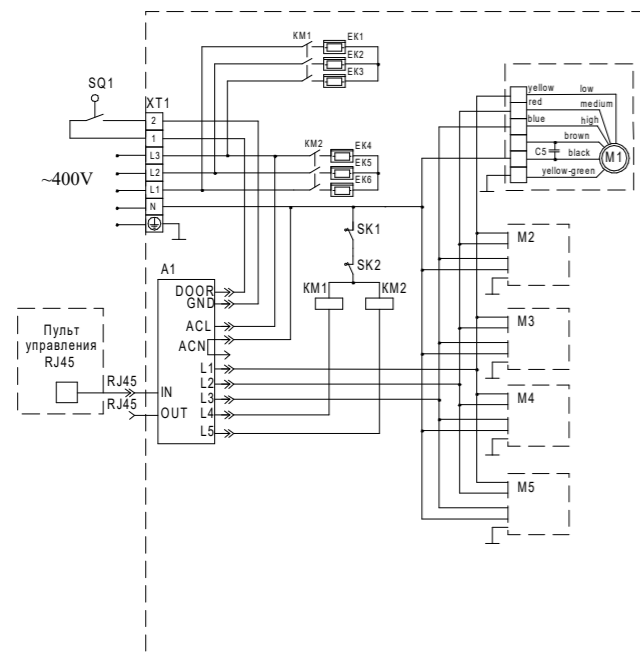 KM1
EK1
EK2
EK3
SQ1
XT1
2
1
L3
L2
L1
N
~400V
KM2
EK4
EK5
EK6
yellow
low
red
medium
blue
high
brown
C5
black
M1
yellow-green
SK1
SK2
KM1
KM2
M2
M3
M4
M5
A1
DOOR
GND
ACL
ACN
L1
L2
L3
L4
L5
IN
OUT
RJ45
RJ45
Пульт
управления
RJ45